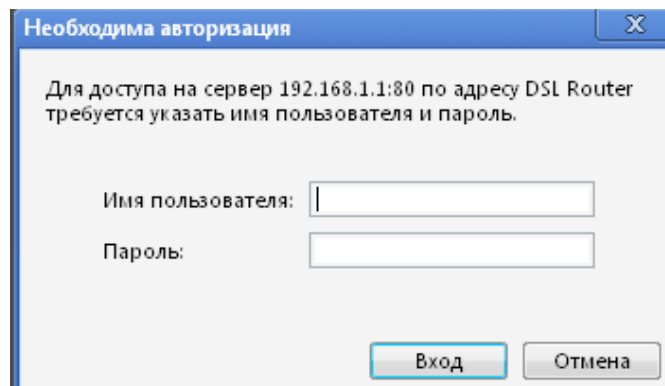 Необходима авторизация
Для доступа на сервер 192.168.1.1:80 по адресу DSL Router
требуется указать имя пользователя и пароль.
Имя пользователя:
Пароль:
Вход Отмена